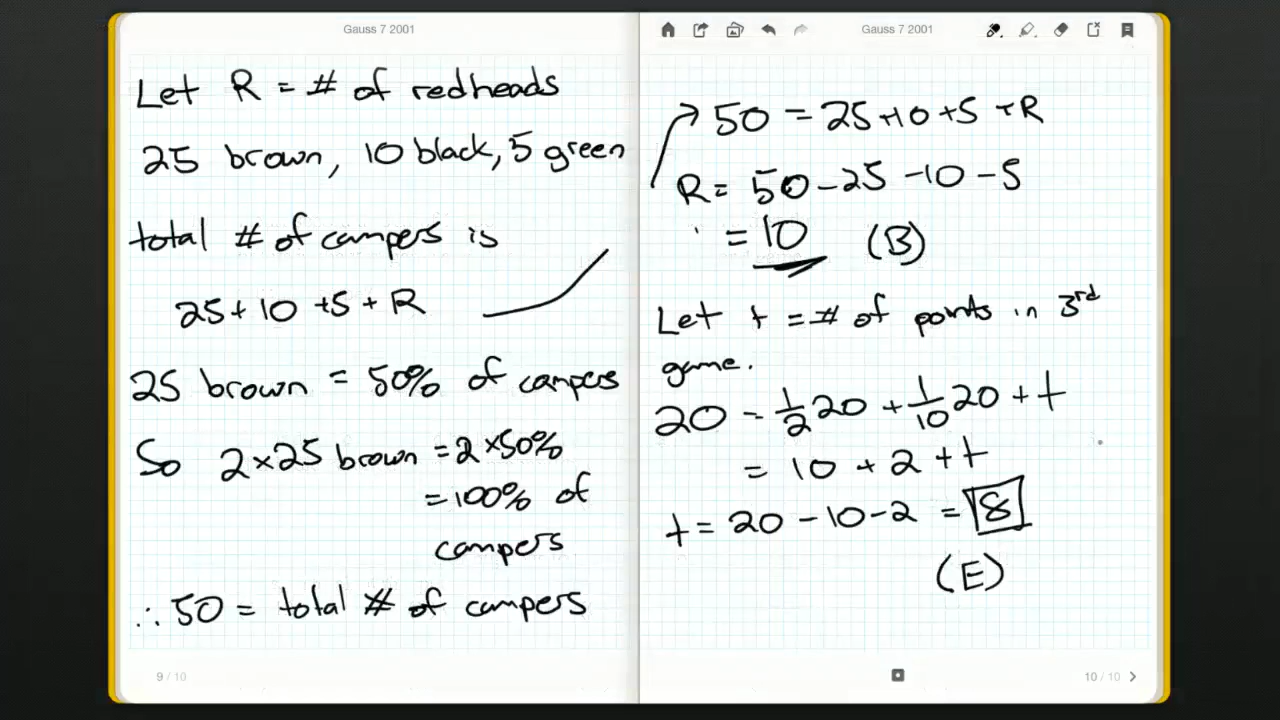 Gauss 7 2001
Let R = # of redheads
25 brown, 10 black, 5 green
total # of campers is
25 + 10 + 5 + R
25 brown = 50% of campers
So 2 × 25 brown = 2 × 50%
= 100% of
campers
∴ 50 = total # of campers
9 / 10
Gauss 7 2001
50 = 25 + 10 + 5 + R
R = 50 - 25 - 10 - 5
= 10 (B)
Let t = # of points in 3rd
game.
20 = 1/2 20 + 1/10 20 + t
= 10 + 2 + t
t = 20 - 10 - 2 = 8
(E)
10 / 10